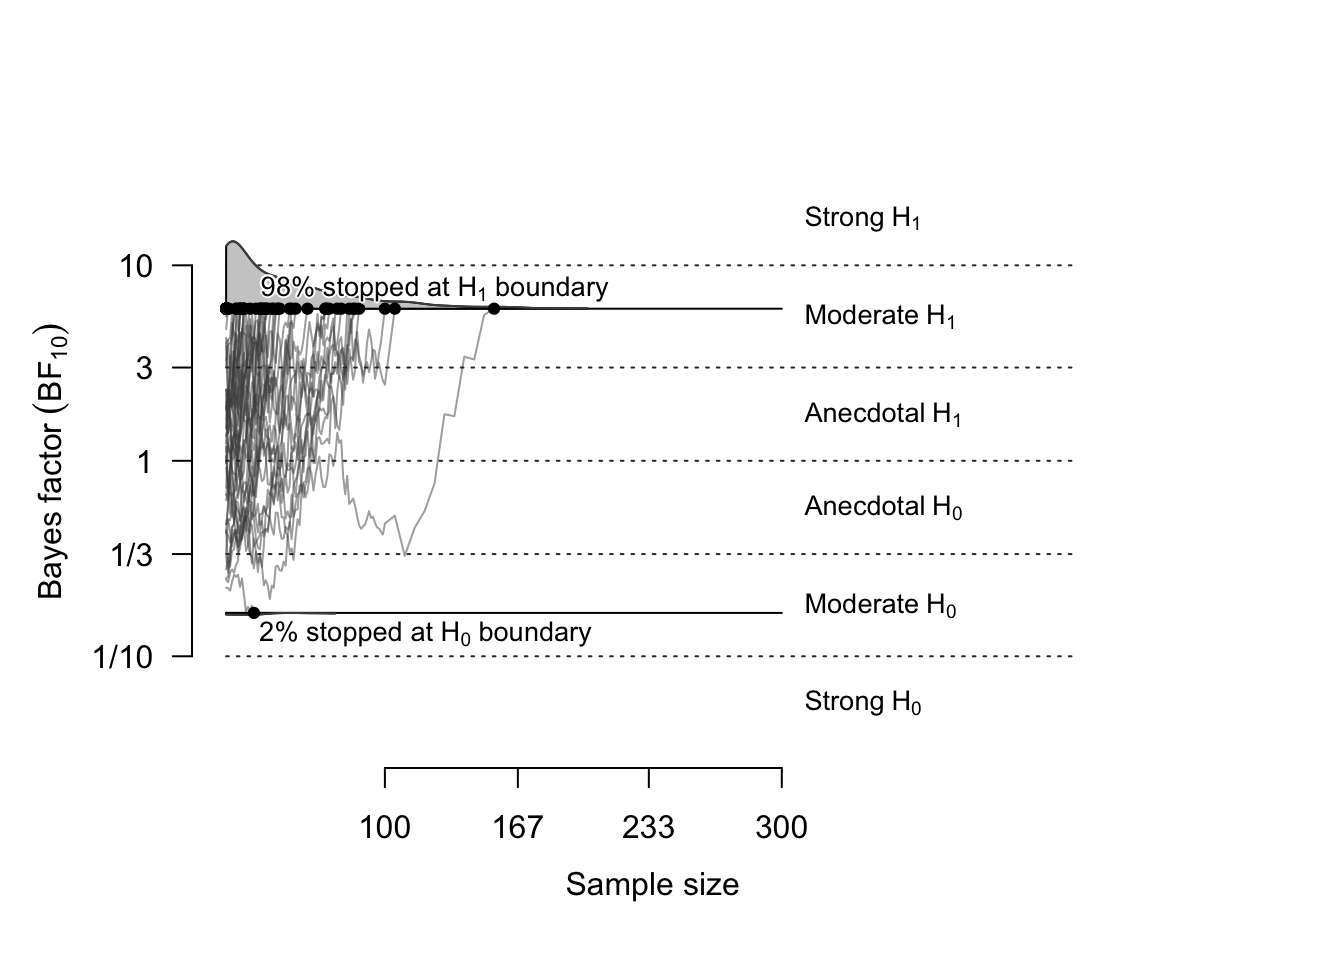 Strong H₁
10
98% stopped at H₁ boundary
Moderate H₁
3
Anecdotal H₁
1
Anecdotal H₀
1/3
Moderate H₀
2% stopped at H₀ boundary
1/10
Strong H₀
Bayes factor (BF₁₀)
100 167 233 300
Sample size